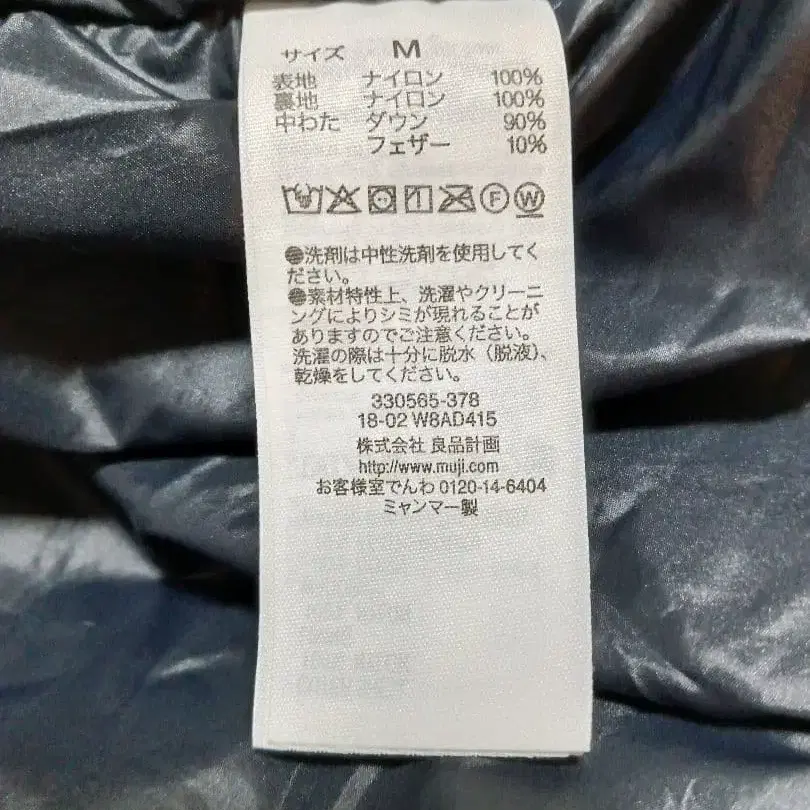 サイズ M
表地 ナイロン 100%
裏地 ナイロン 100%
中わた ダウン 90%
フェザー 10%
F W
●洗剤は中性洗剤を使用してく
ださい。
●素材特性上、洗濯やクリーニ
ングによりシミが現れることが
ありますのでご注意ください。
洗濯の際は十分に脱水（脱液）、
乾燥をしてください。
330565-378
18-02 W8AD415
株式会社 良品計画
http://www.muji.com
お客様室でんわ 0120-14-6404
ミャンマー製